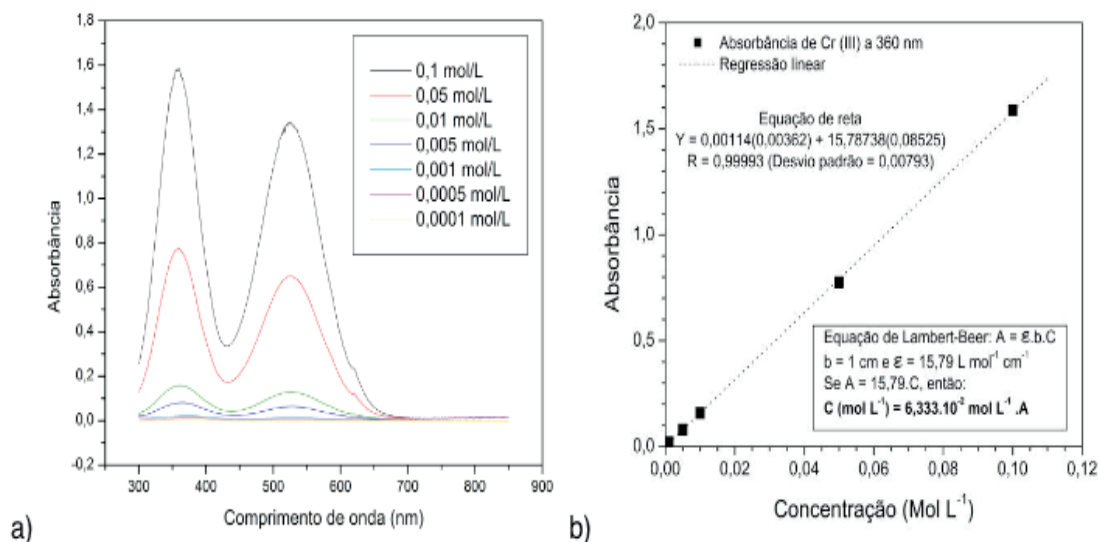 1,8
1,6
1,4
1,2
1,0
0,8
0,6
0,4
0,2
0,0
-0,2
Absorbância
0,1 mol/L
0,05 mol/L
0,01 mol/L
0,005 mol/L
0,001 mol/L
0,0005 mol/L
0,0001 mol/L
300 400 500 600 700 800 900
Comprimento de onda (nm)
a)
2,0
1,5
1,0
0,5
0,0
Absorbância
Absorbância de Cr (III) a 360 nm
Regressão linear
Equação de reta
Y = 0,00114(0,00362) + 15,78738(0,08525)
R = 0,99993 (Desvio padrão = 0,00793)
Equação de Lambert-Beer: A = ε.b.C
b = 1 cm e ε = 15,79 L mol⁻¹ cm⁻¹
Se A = 15,79.C, então:
C (mol L⁻¹) = 6,333.10⁻² mol L⁻¹ .A
0,00 0,02 0,04 0,06 0,08 0,10 0,12
Concentração (Mol L⁻¹)
b)